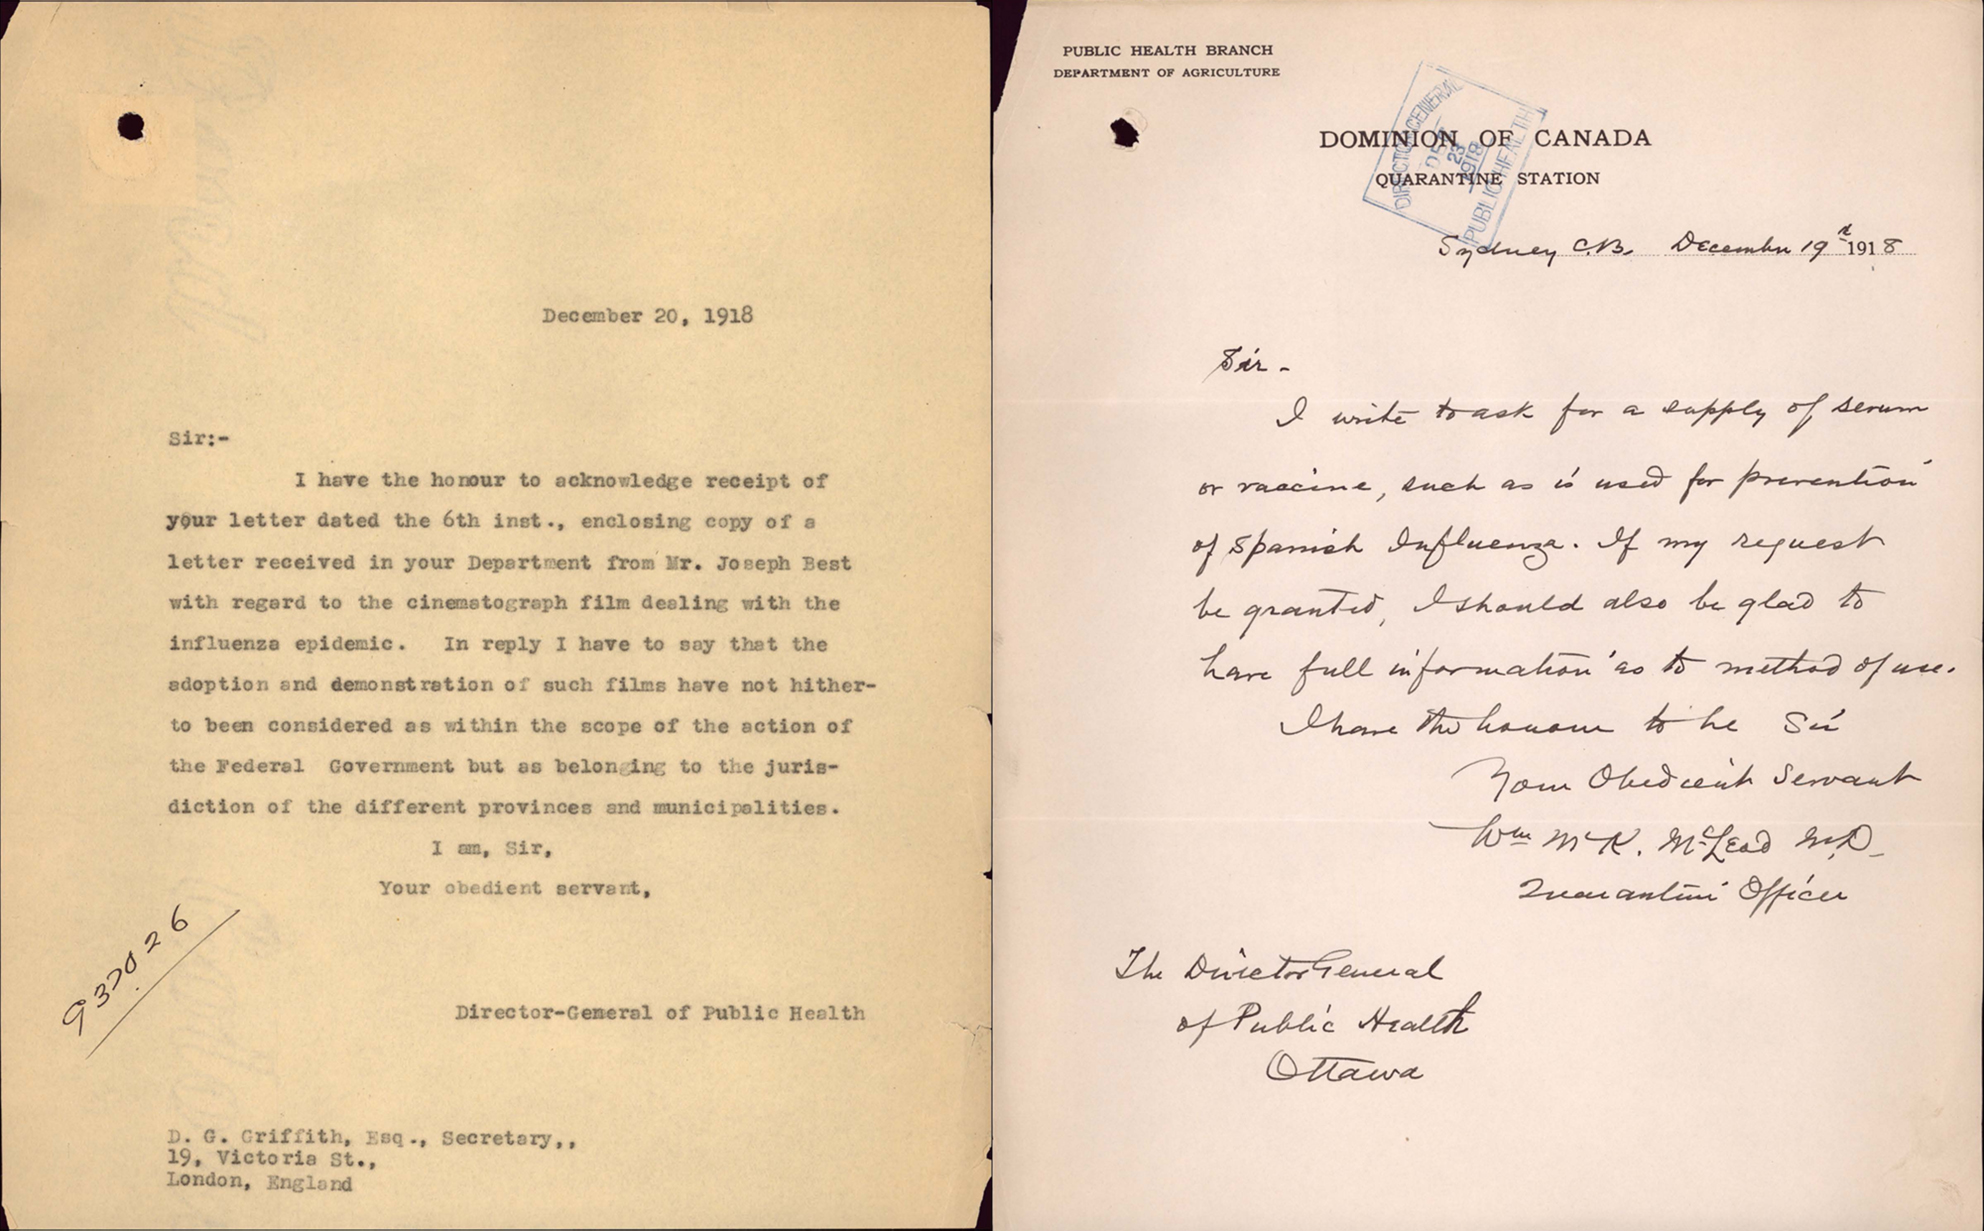 December 20, 1918
Sir:-
I have the honour to acknowledge receipt of
your letter dated the 6th inst., enclosing copy of a
letter received in your Department from Mr. Joseph Best
with regard to the cinematograph film dealing with the
influenza epidemic. In reply I have to say that the
adoption and demonstration of such films have not hither-
to been considered as within the scope of the action of
the Federal Government but as belonging to the juris-
diction of the different provinces and municipalities.
I am, Sir,
Your obedient servant,
937026
Director-General of Public Health
D. G. Griffith, Esq., Secretary,,
19, Victoria St.,
London, England
PUBLIC HEALTH BRANCH
DEPARTMENT OF AGRICULTURE
DIRECTOR GENERAL
DEC 23 1918
PUBLIC HEALTH
DOMINION OF CANADA
QUARANTINE STATION
Sydney C.B. December 19th 1918
Sir -
I write to ask for a supply of serum
or vaccine, such as is used for prevention
of Spanish Influenza. If my request
be granted, I should also be glad to
have full information as to method of use.
I have the honour to be Sir
Your Obedient Servant
Wm McK. McLeod M.D.
Quarantine Officer
The Director General
of Public Health
Ottawa